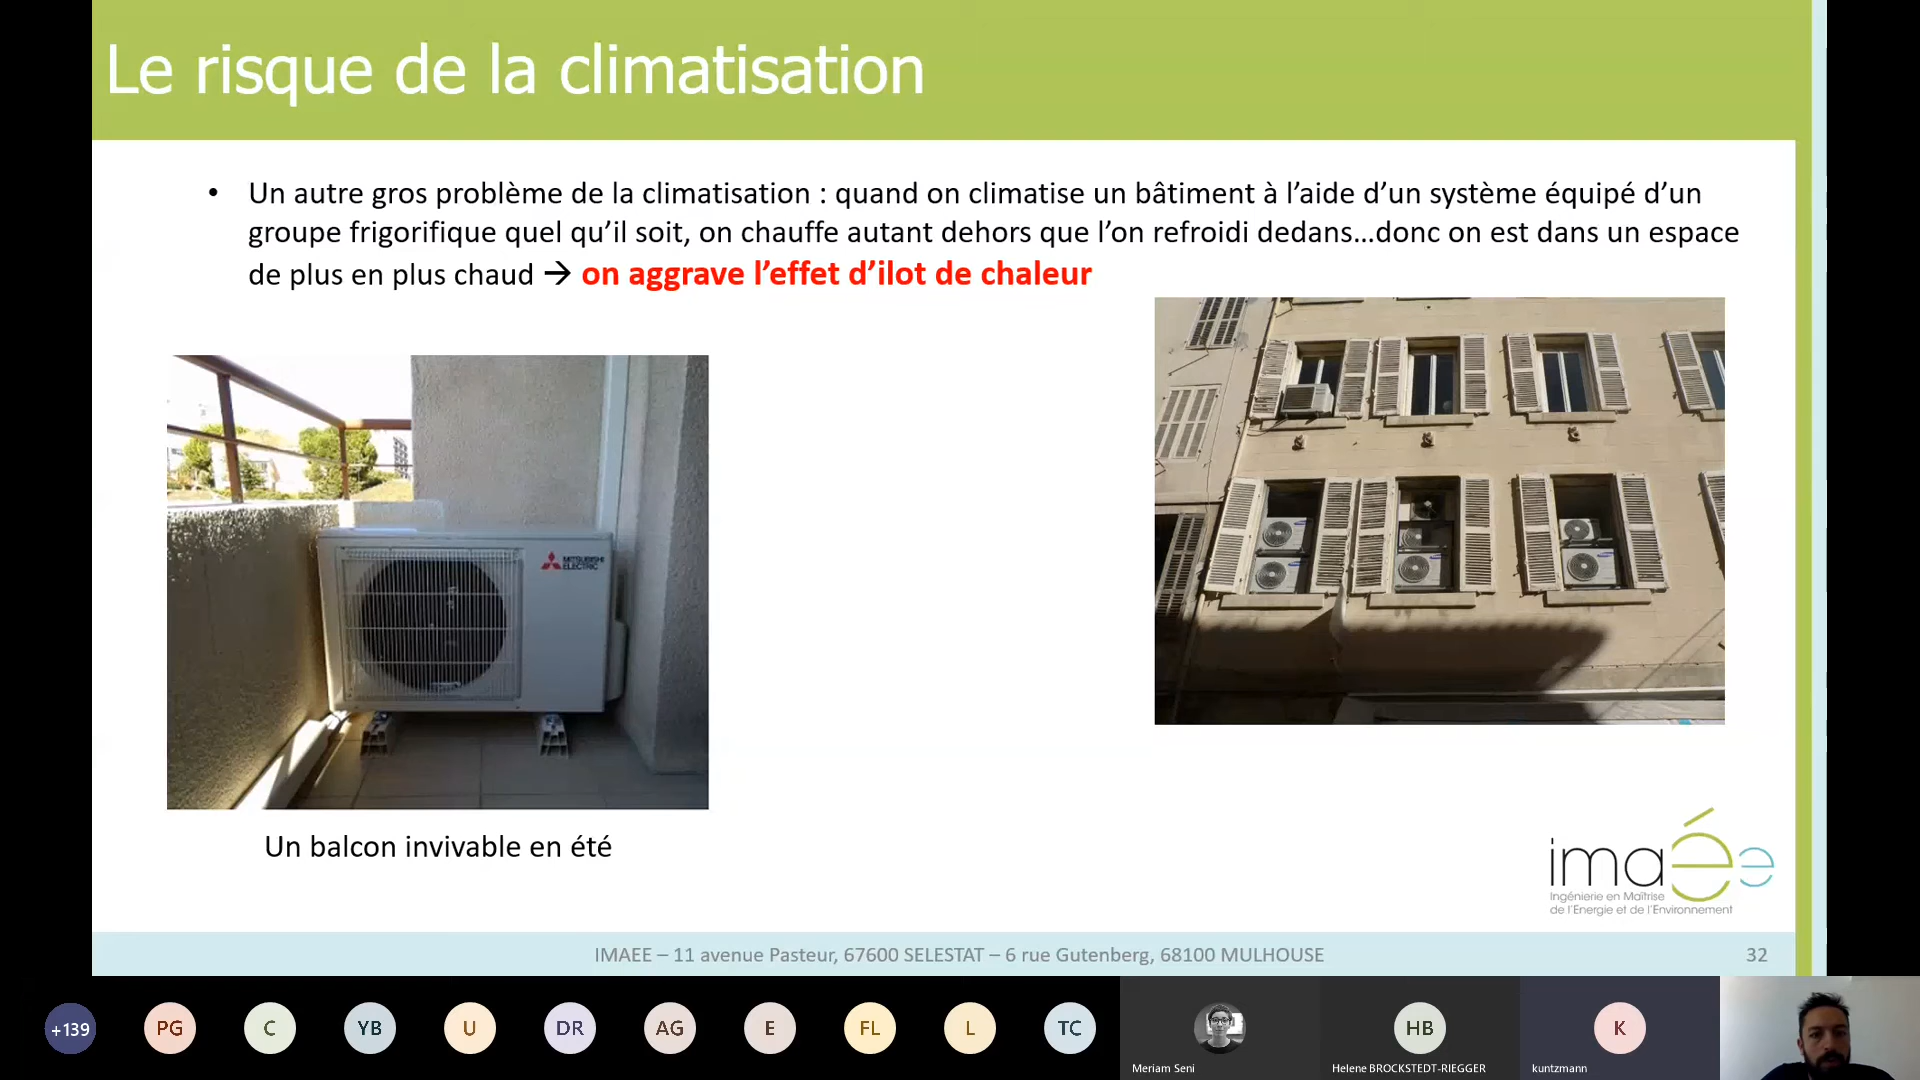 Le risque de la climatisation
• Un autre gros problème de la climatisation : quand on climatise un bâtiment à l’aide d’un système équipé d’un
groupe frigorifique quel qu’il soit, on chauffe autant dehors que l’on refroidi dedans…donc on est dans un espace
de plus en plus chaud → on aggrave l’effet d’ilot de chaleur
MITSUBISHI
ELECTRIC
Un balcon invivable en été
imaée
Ingénierie en Maîtrise
de l'Energie et de l'Environnement
IMAEE – 11 avenue Pasteur, 67600 SELESTAT – 6 rue Gutenberg, 68100 MULHOUSE
32
+139 PG C YB U DR AG E FL L TC HB K
Meriam Seni Helene BROCKSTEDT-RIEGGER kuntzmann